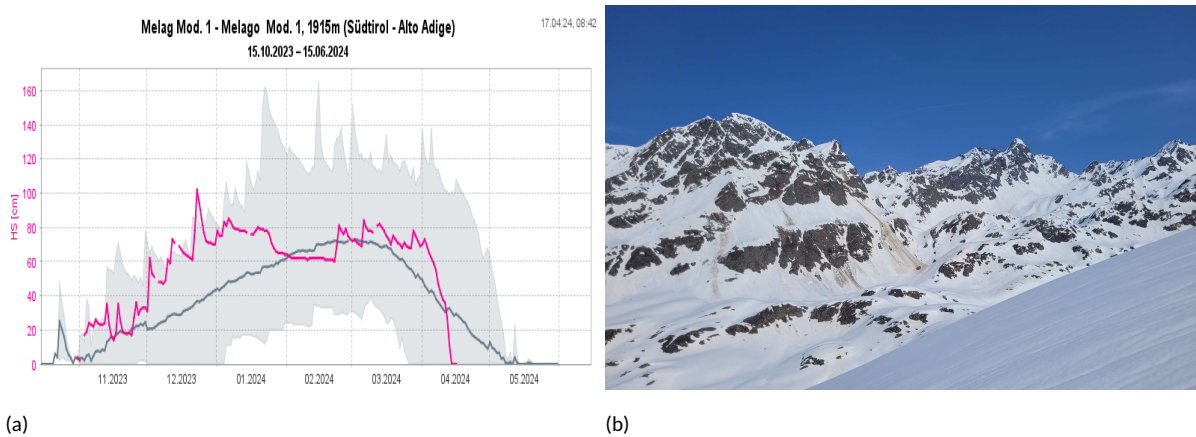 Melag Mod. 1 - Melago Mod. 1, 1915m (Südtirol - Alto Adige)
17.04.24, 08:42
15.10.2023 – 15.06.2024
HS [cm]
160
140
120
100
80
60
40
20
0
11.2023 12.2023 01.2024 02.2024 03.2024 04.2024 05.2024
(a) (b)